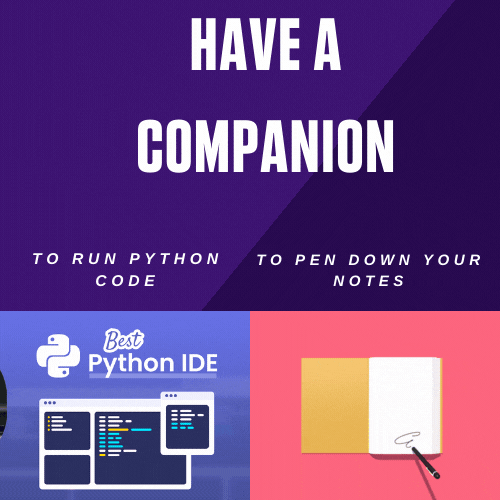 HAVE A
COMPANION
TO RUN PYTHON
CODE
TO PEN DOWN YOUR
NOTES
Best
Python IDE